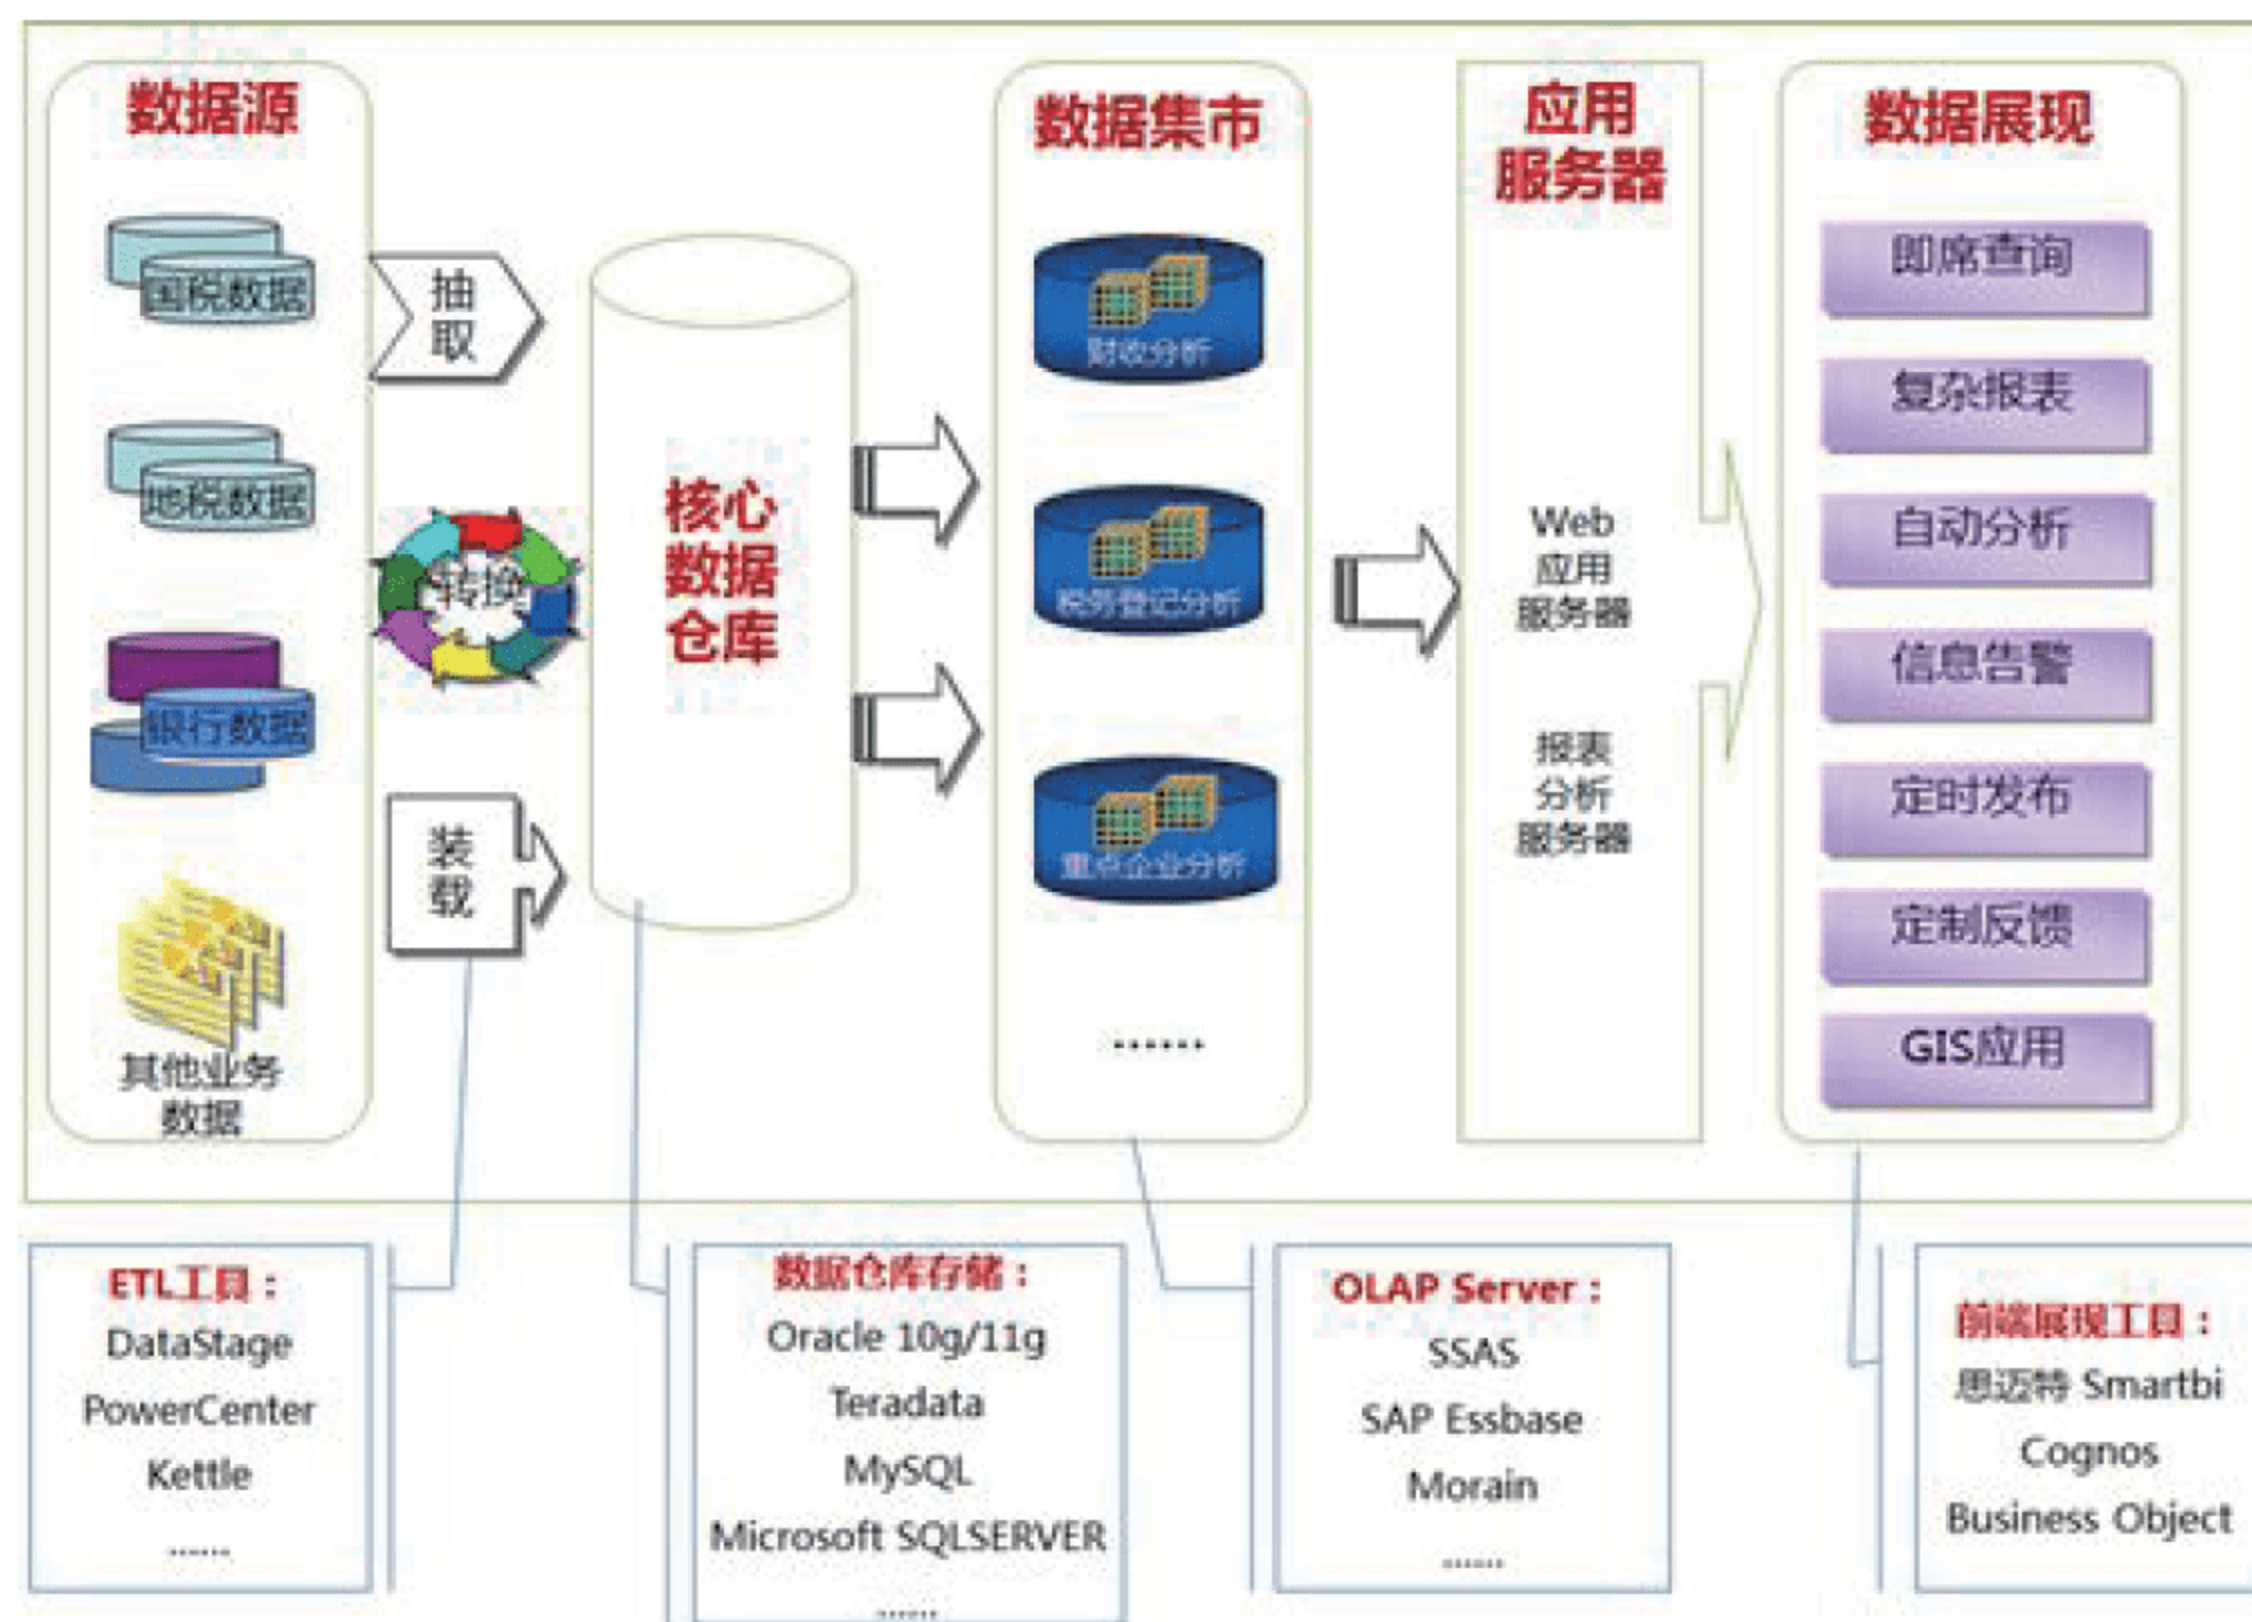 数据源
国税数据
地税数据
银行数据
其他业务
数据
抽
取
转换
装
载
核心
数据
仓库
数据集市
财收分析
税务登记分析
重点企业分析
……
应用
服务器
Web
应用
服务器
报表
分析
服务器
数据展现
即席查询
复杂报表
自动分析
信息告警
定时发布
定制反馈
GIS应用
ETL工具：
DataStage
PowerCenter
Kettle
……
数据仓库存储：
Oracle 10g/11g
Teradata
MySQL
Microsoft SQLSERVER
……
OLAP Server：
SSAS
SAP Essbase
Morain
……
前端展现工具：
思迈特 Smartbi
Cognos
Business Object